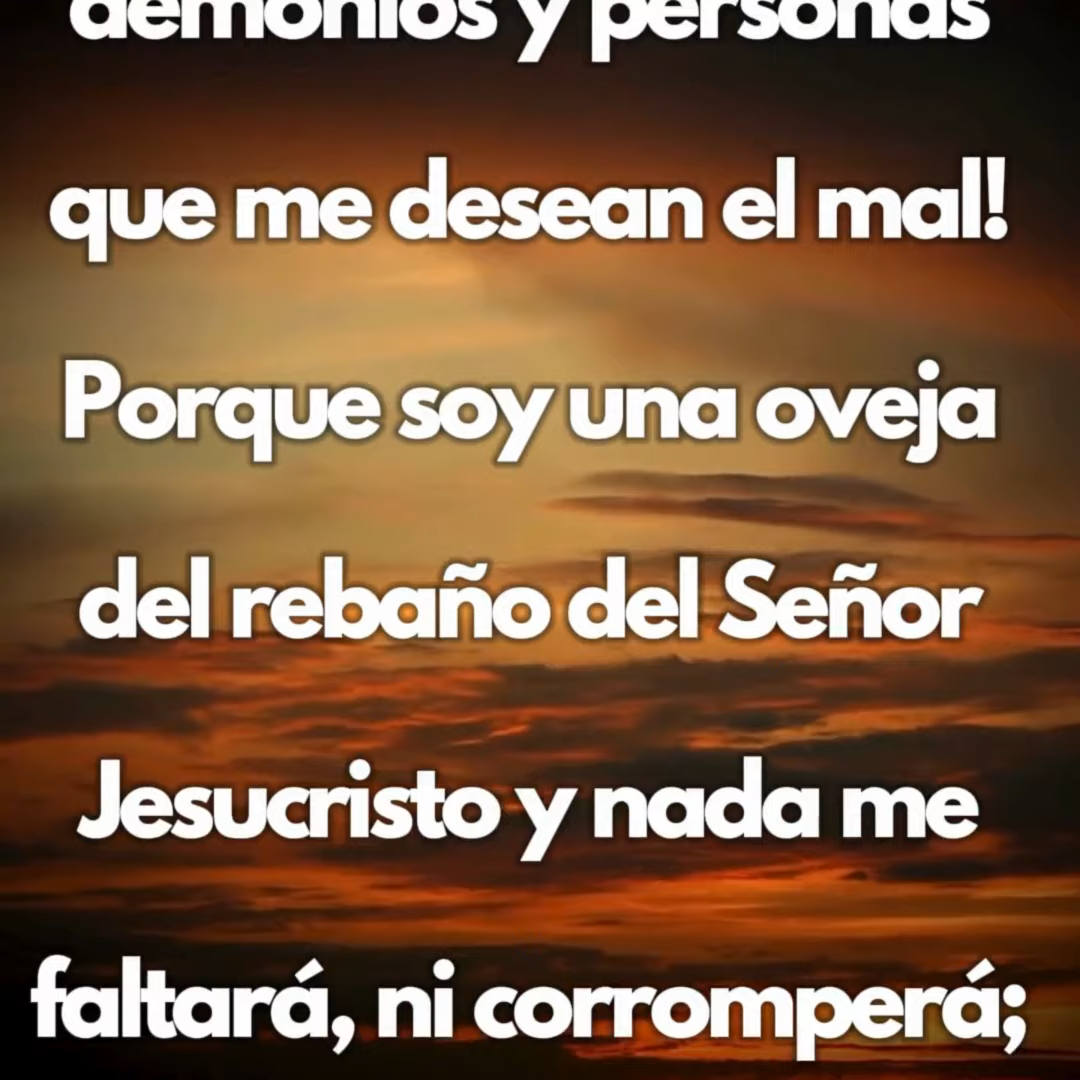 demonios y personas
que me desean el mal!
Porque soy una oveja
del rebaño del Señor
Jesucristo y nada me
faltará, ni corromperá;